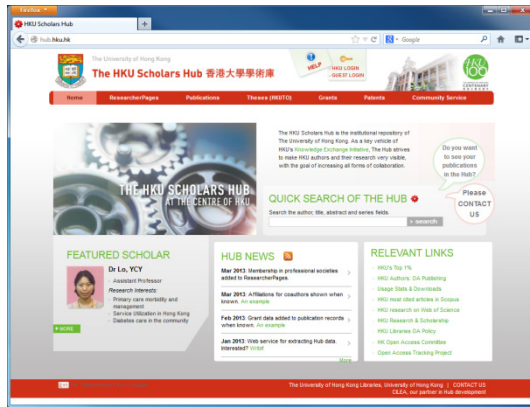 Firefox
HKU Scholars Hub
hub.hku.hk
Google
The University of Hong Kong
The HKU Scholars Hub 香港大學學術庫
HELP
HKU LOGIN
GUEST LOGIN
HKU
100
Home ResearcherPages Publications Theses (HKUTO) Grants Patents Community Service
THE HKU SCHOLARS HUB
AT THE CENTRE OF HKU
The HKU Scholars Hub is the institutional repository of
The University of Hong Kong. As a key vehicle of
HKU's Knowledge Exchange Initiative, The Hub strives
to make HKU authors and their research very visible,
with the goal of increasing all forms of collaboration.
Do you want
to see your
publications
in the Hub?
Please
CONTACT
US
QUICK SEARCH OF THE HUB
Search the author, title, abstract and series fields.
> search
FEATURED SCHOLAR
Dr Lo, YCY
Assistant Professor
Research Interests:
Primary care morbidity and
management
Service Utilization in Hong Kong
Diabetes care in the community
MORE
HUB NEWS
Mar 2013: Membership in professional societies
added to ResearcherPages.
Mar 2013: Affiliations for coauthors shown when
known. An example
Feb 2013: Grant data added to publication records
when known. An example
Jan 2013: Web service for extracting Hub data.
Interested? Write!
More
RELEVANT LINKS
HKU's Top 1%
HKU Authors: OA Publishing
Usage Stats & Downloads
HKU most cited articles in Scopus
HKU research on Web of Science
HKU Research & Scholarship
HKU Libraries OA Policy
HK Open Access Committee
Open Access Tracking Project
The University of Hong Kong Libraries, University of Hong Kong | CONTACT US
CILEA, our partner in Hub development